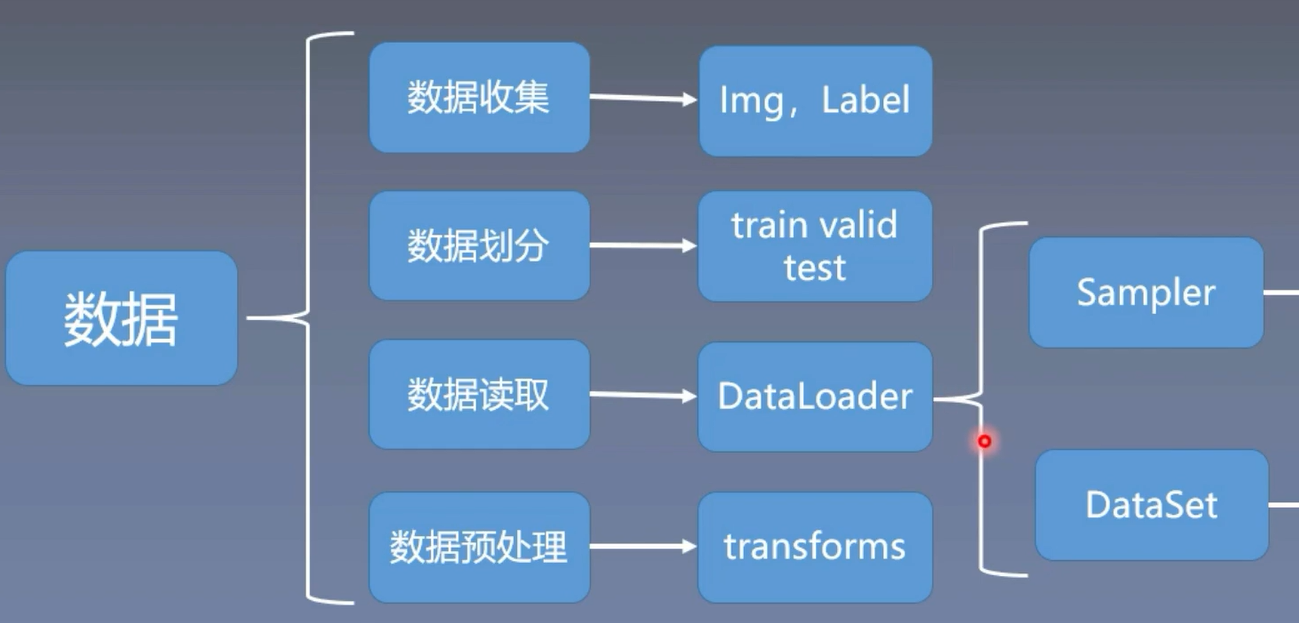 数据
数据收集
Img，Label
数据划分
train valid
test
数据读取
DataLoader
数据预处理
transforms
Sampler
DataSet